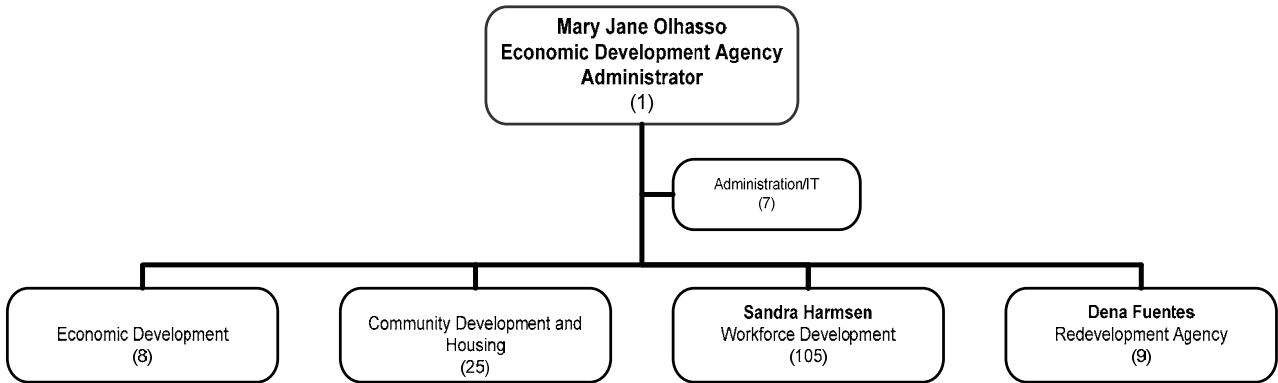 Mary Jane Olhasso
Economic Development Agency
Administrator
(1)
Administration/IT
(7)
Economic Development
(8)
Community Development and
Housing
(25)
Sandra Harmsen
Workforce Development
(105)
Dena Fuentes
Redevelopment Agency
(9)